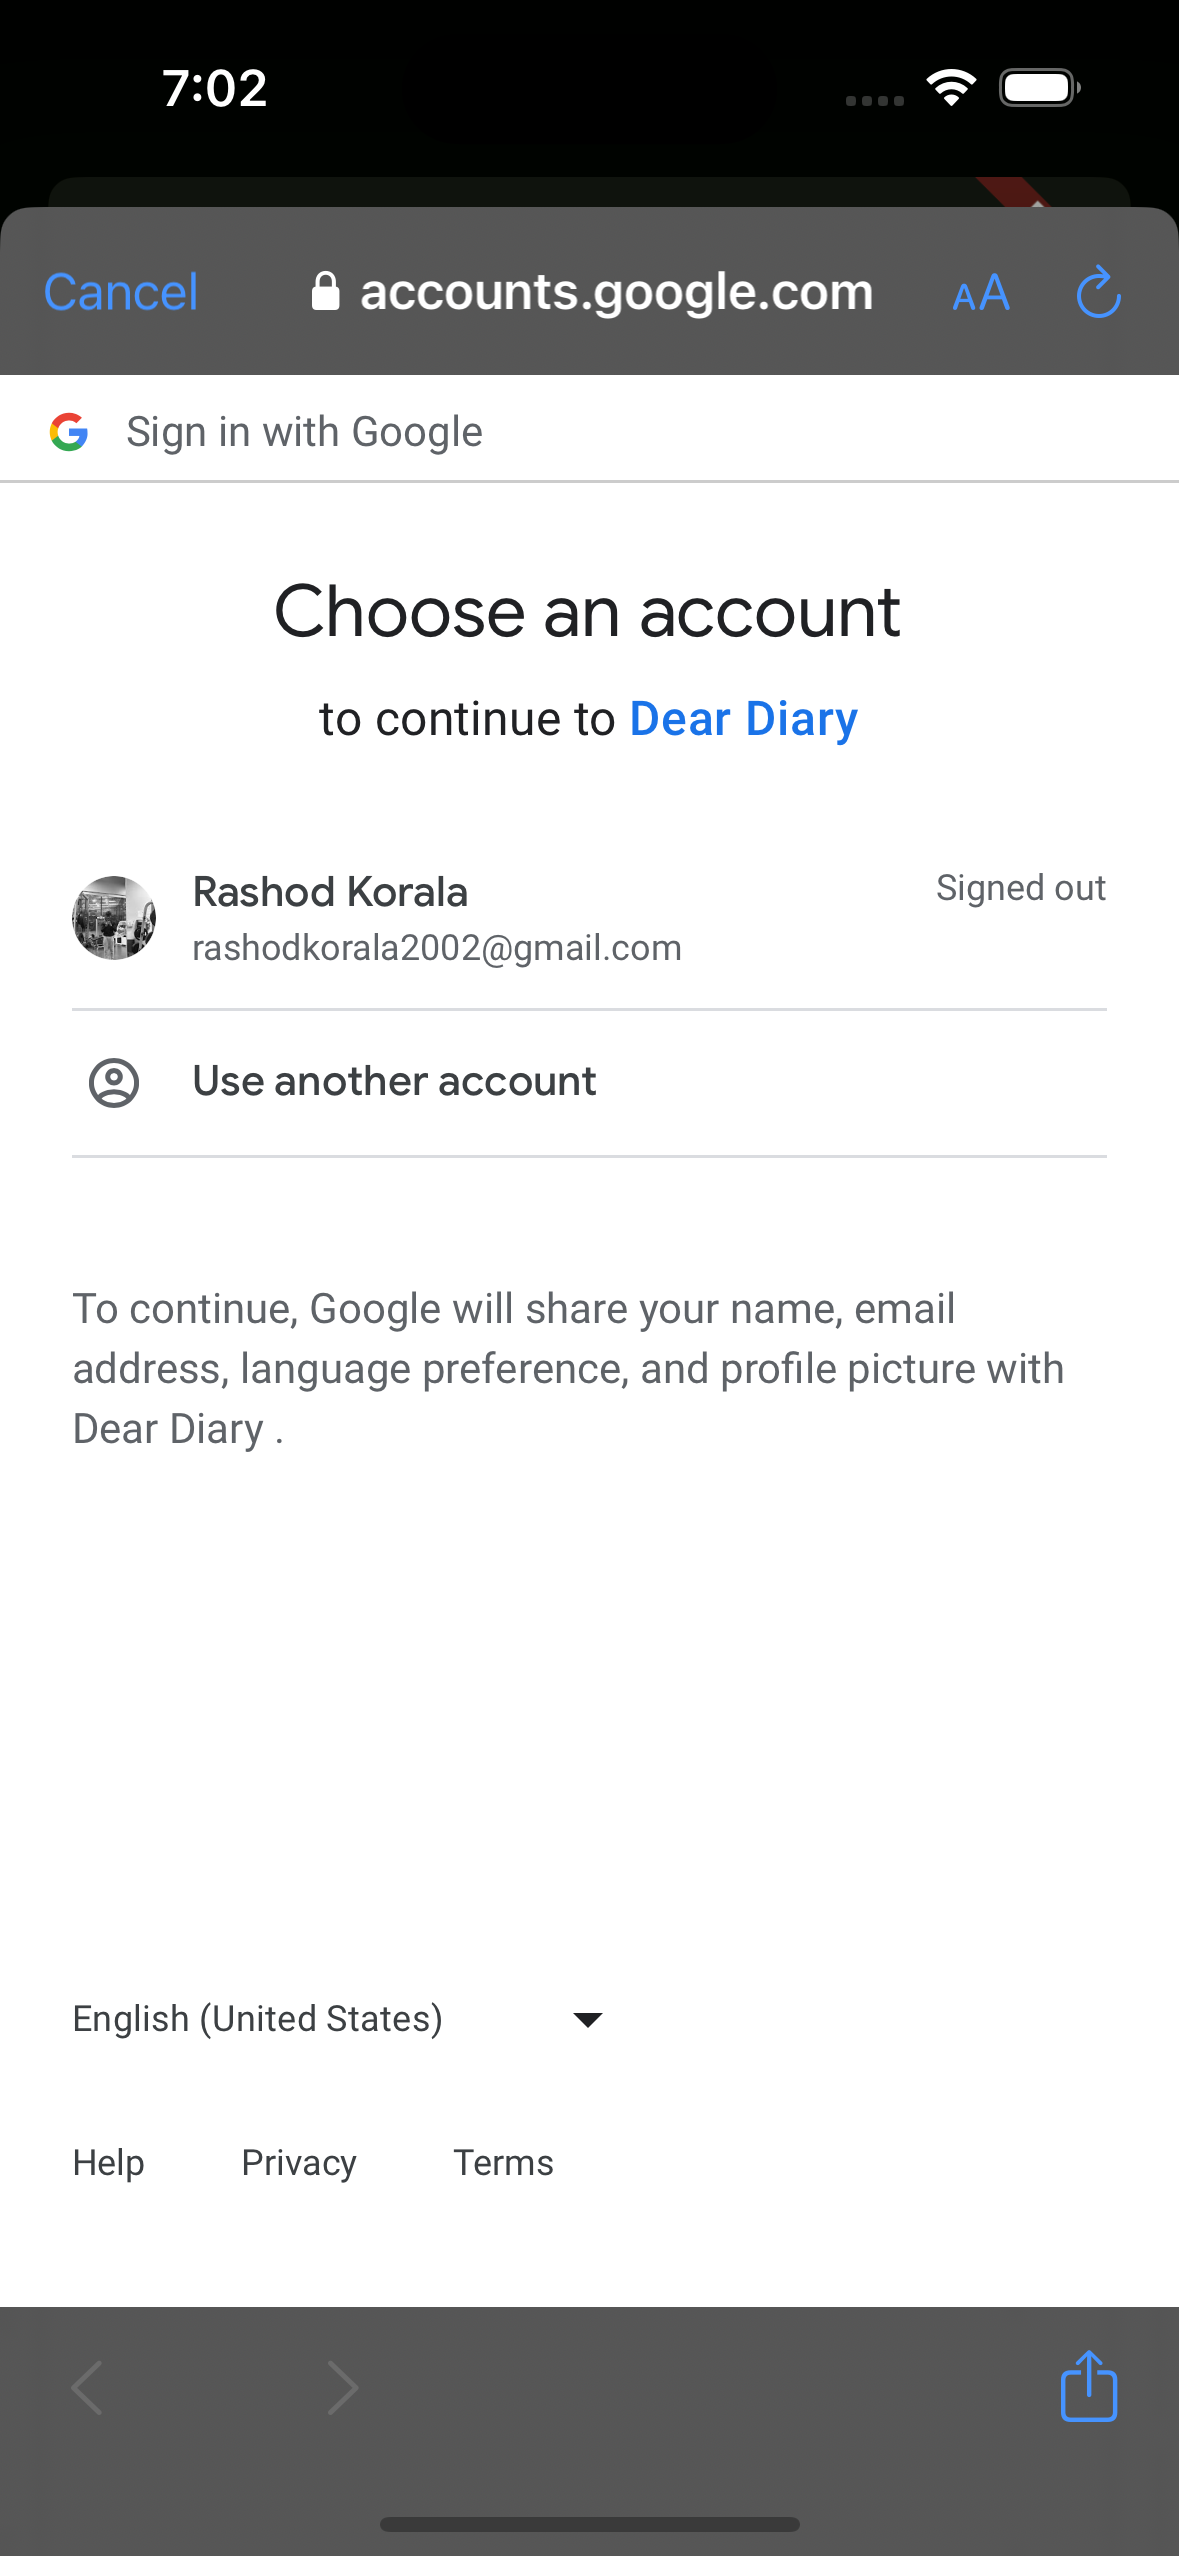 7:02
Cancel
accounts.google.com
AA
Sign in with Google
Choose an account
to continue to Dear Diary
Rashod Korala
Signed out
rashodkorala2002@gmail.com
Use another account
To continue, Google will share your name, email
address, language preference, and profile picture with
Dear Diary .
English (United States)
Help Privacy Terms